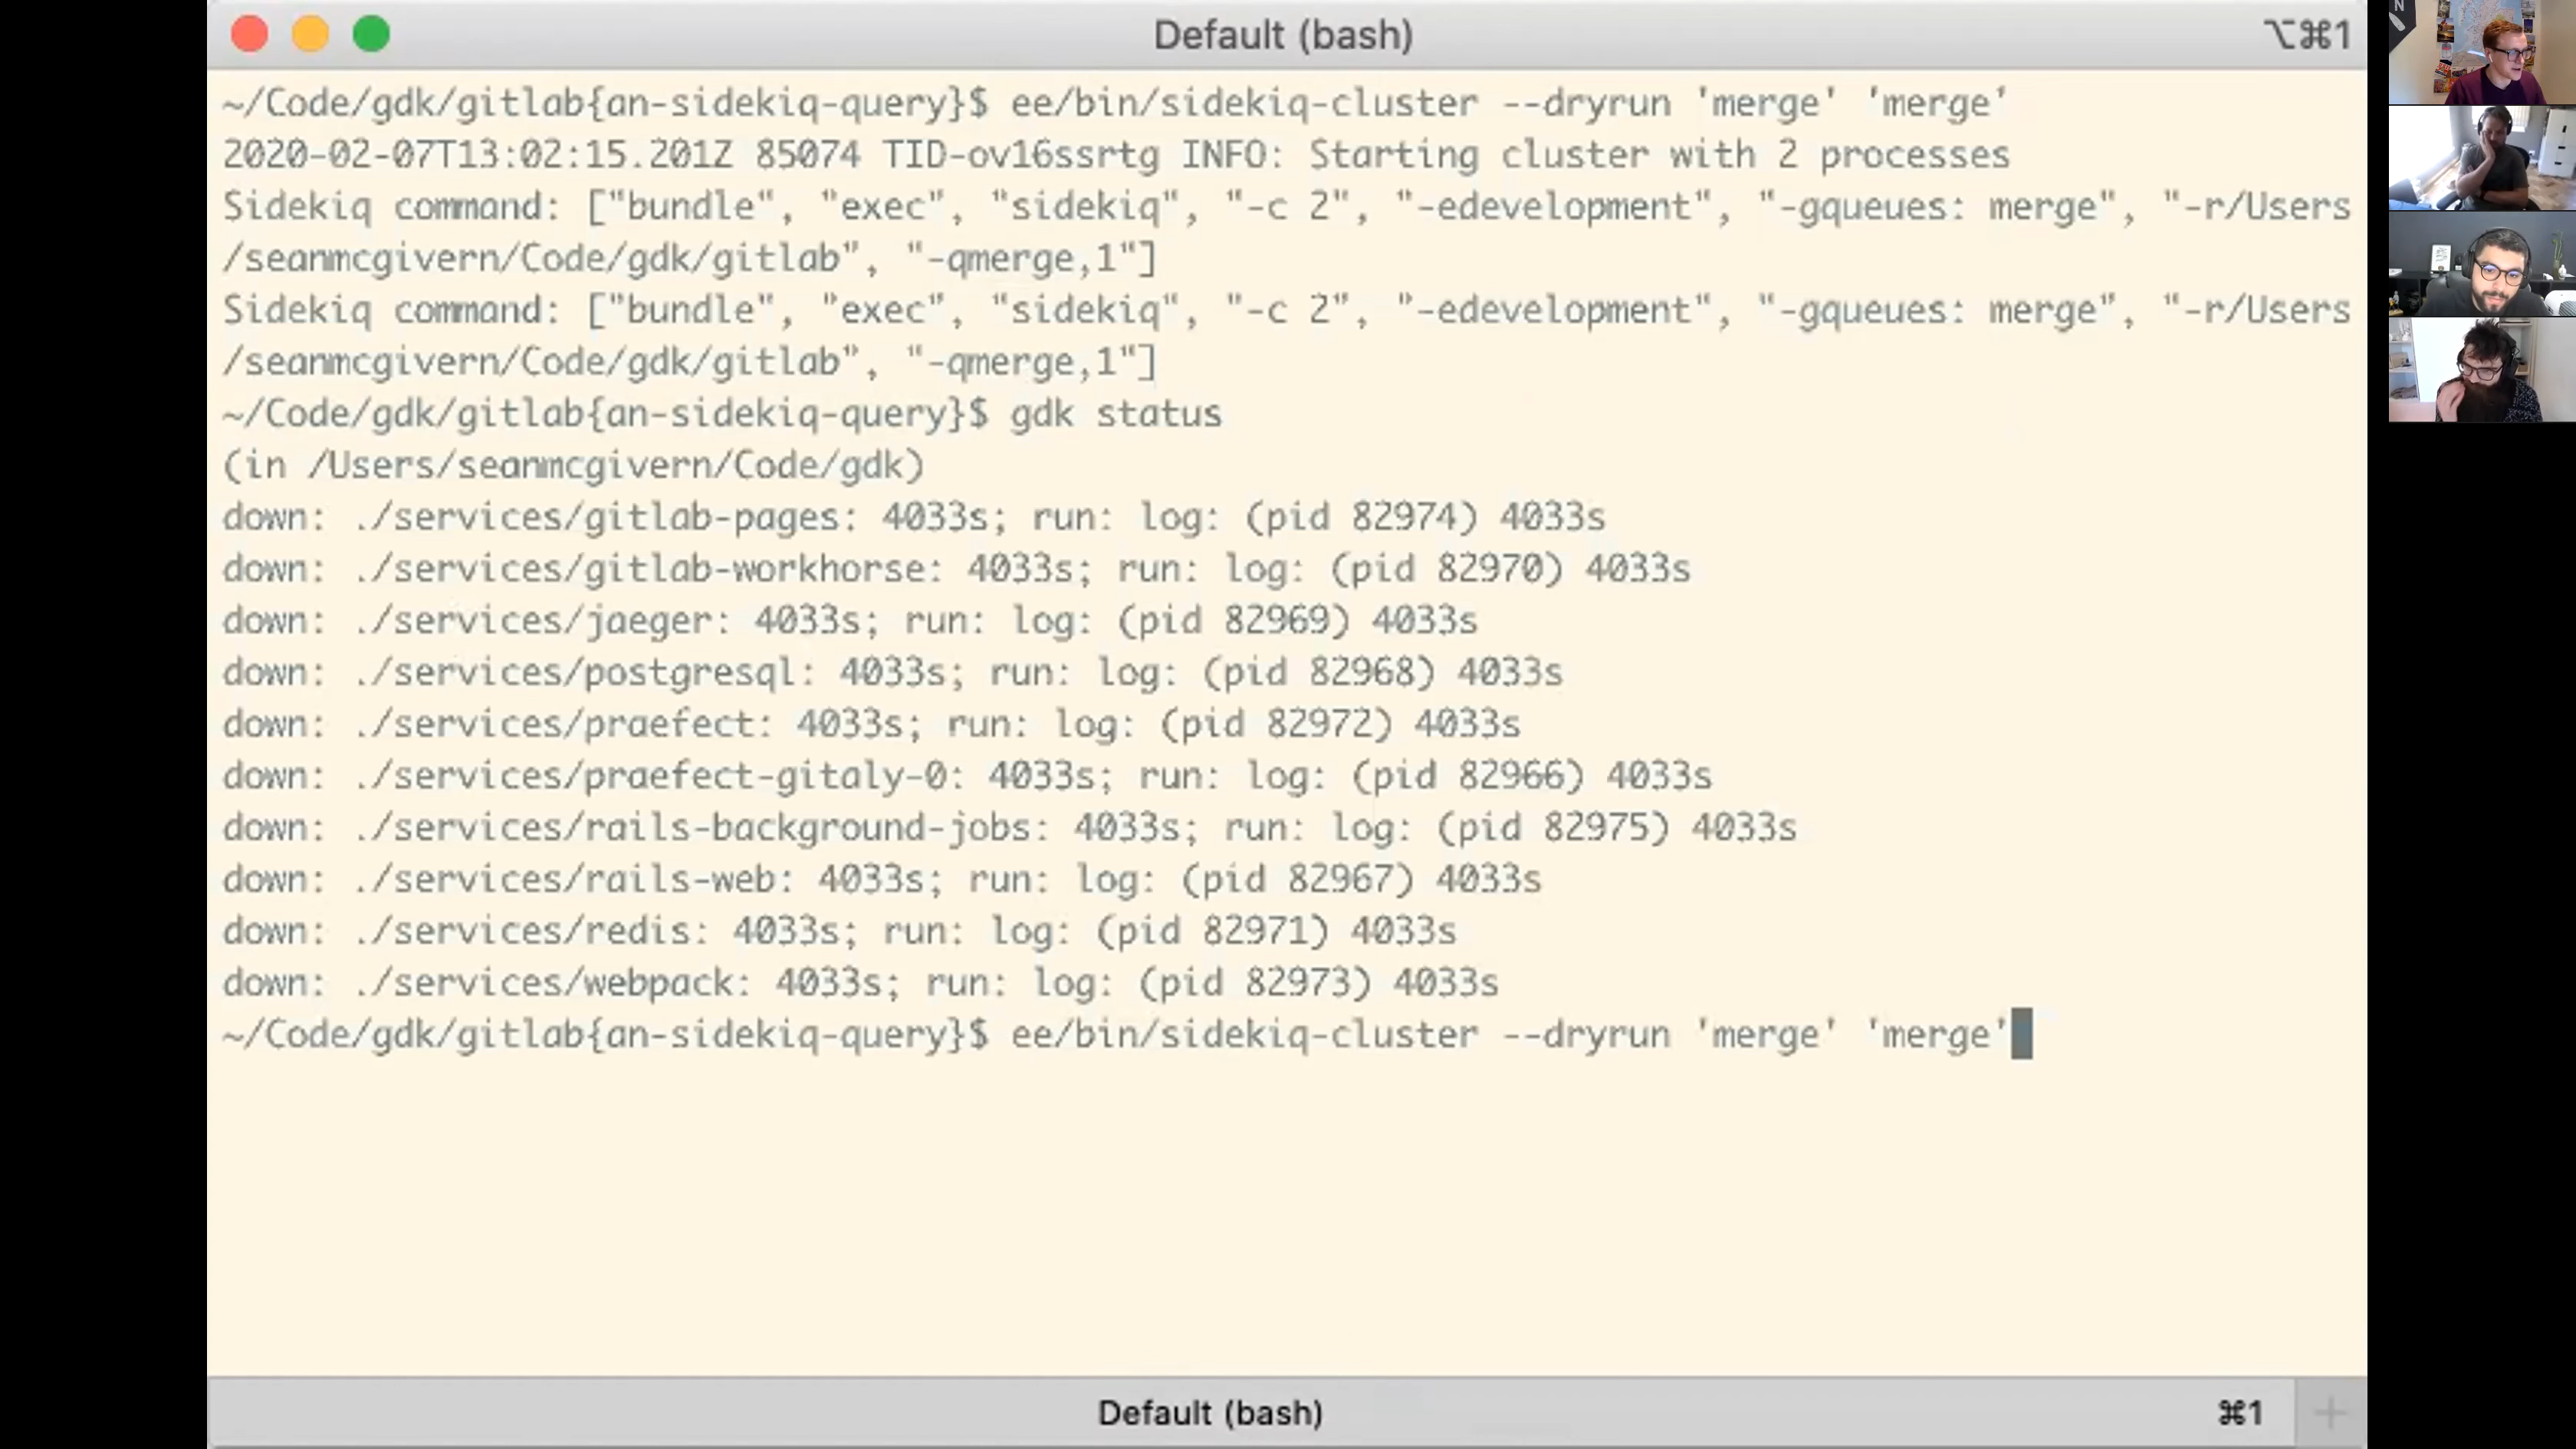 Default (bash)
⌥⌘1
~/Code/gdk/gitlab{an-sidekiq-query}$ ee/bin/sidekiq-cluster --dryrun 'merge' 'merge'
2020-02-07T13:02:15.201Z 85074 TID-ov16ssrtg INFO: Starting cluster with 2 processes
Sidekiq command: ["bundle", "exec", "sidekiq", "-c 2", "-edevelopment", "-gqueues: merge", "-r/Users
/seanmcgivern/Code/gdk/gitlab", "-qmerge,1"]
Sidekiq command: ["bundle", "exec", "sidekiq", "-c 2", "-edevelopment", "-gqueues: merge", "-r/Users
/seanmcgivern/Code/gdk/gitlab", "-qmerge,1"]
~/Code/gdk/gitlab{an-sidekiq-query}$ gdk status
(in /Users/seanmcgivern/Code/gdk)
down: ./services/gitlab-pages: 4033s; run: log: (pid 82974) 4033s
down: ./services/gitlab-workhorse: 4033s; run: log: (pid 82970) 4033s
down: ./services/jaeger: 4033s; run: log: (pid 82969) 4033s
down: ./services/postgresql: 4033s; run: log: (pid 82968) 4033s
down: ./services/praefect: 4033s; run: log: (pid 82972) 4033s
down: ./services/praefect-gitaly-0: 4033s; run: log: (pid 82966) 4033s
down: ./services/rails-background-jobs: 4033s; run: log: (pid 82975) 4033s
down: ./services/rails-web: 4033s; run: log: (pid 82967) 4033s
down: ./services/redis: 4033s; run: log: (pid 82971) 4033s
down: ./services/webpack: 4033s; run: log: (pid 82973) 4033s
~/Code/gdk/gitlab{an-sidekiq-query}$ ee/bin/sidekiq-cluster --dryrun 'merge' 'merge'
Default (bash)
⌘1
N